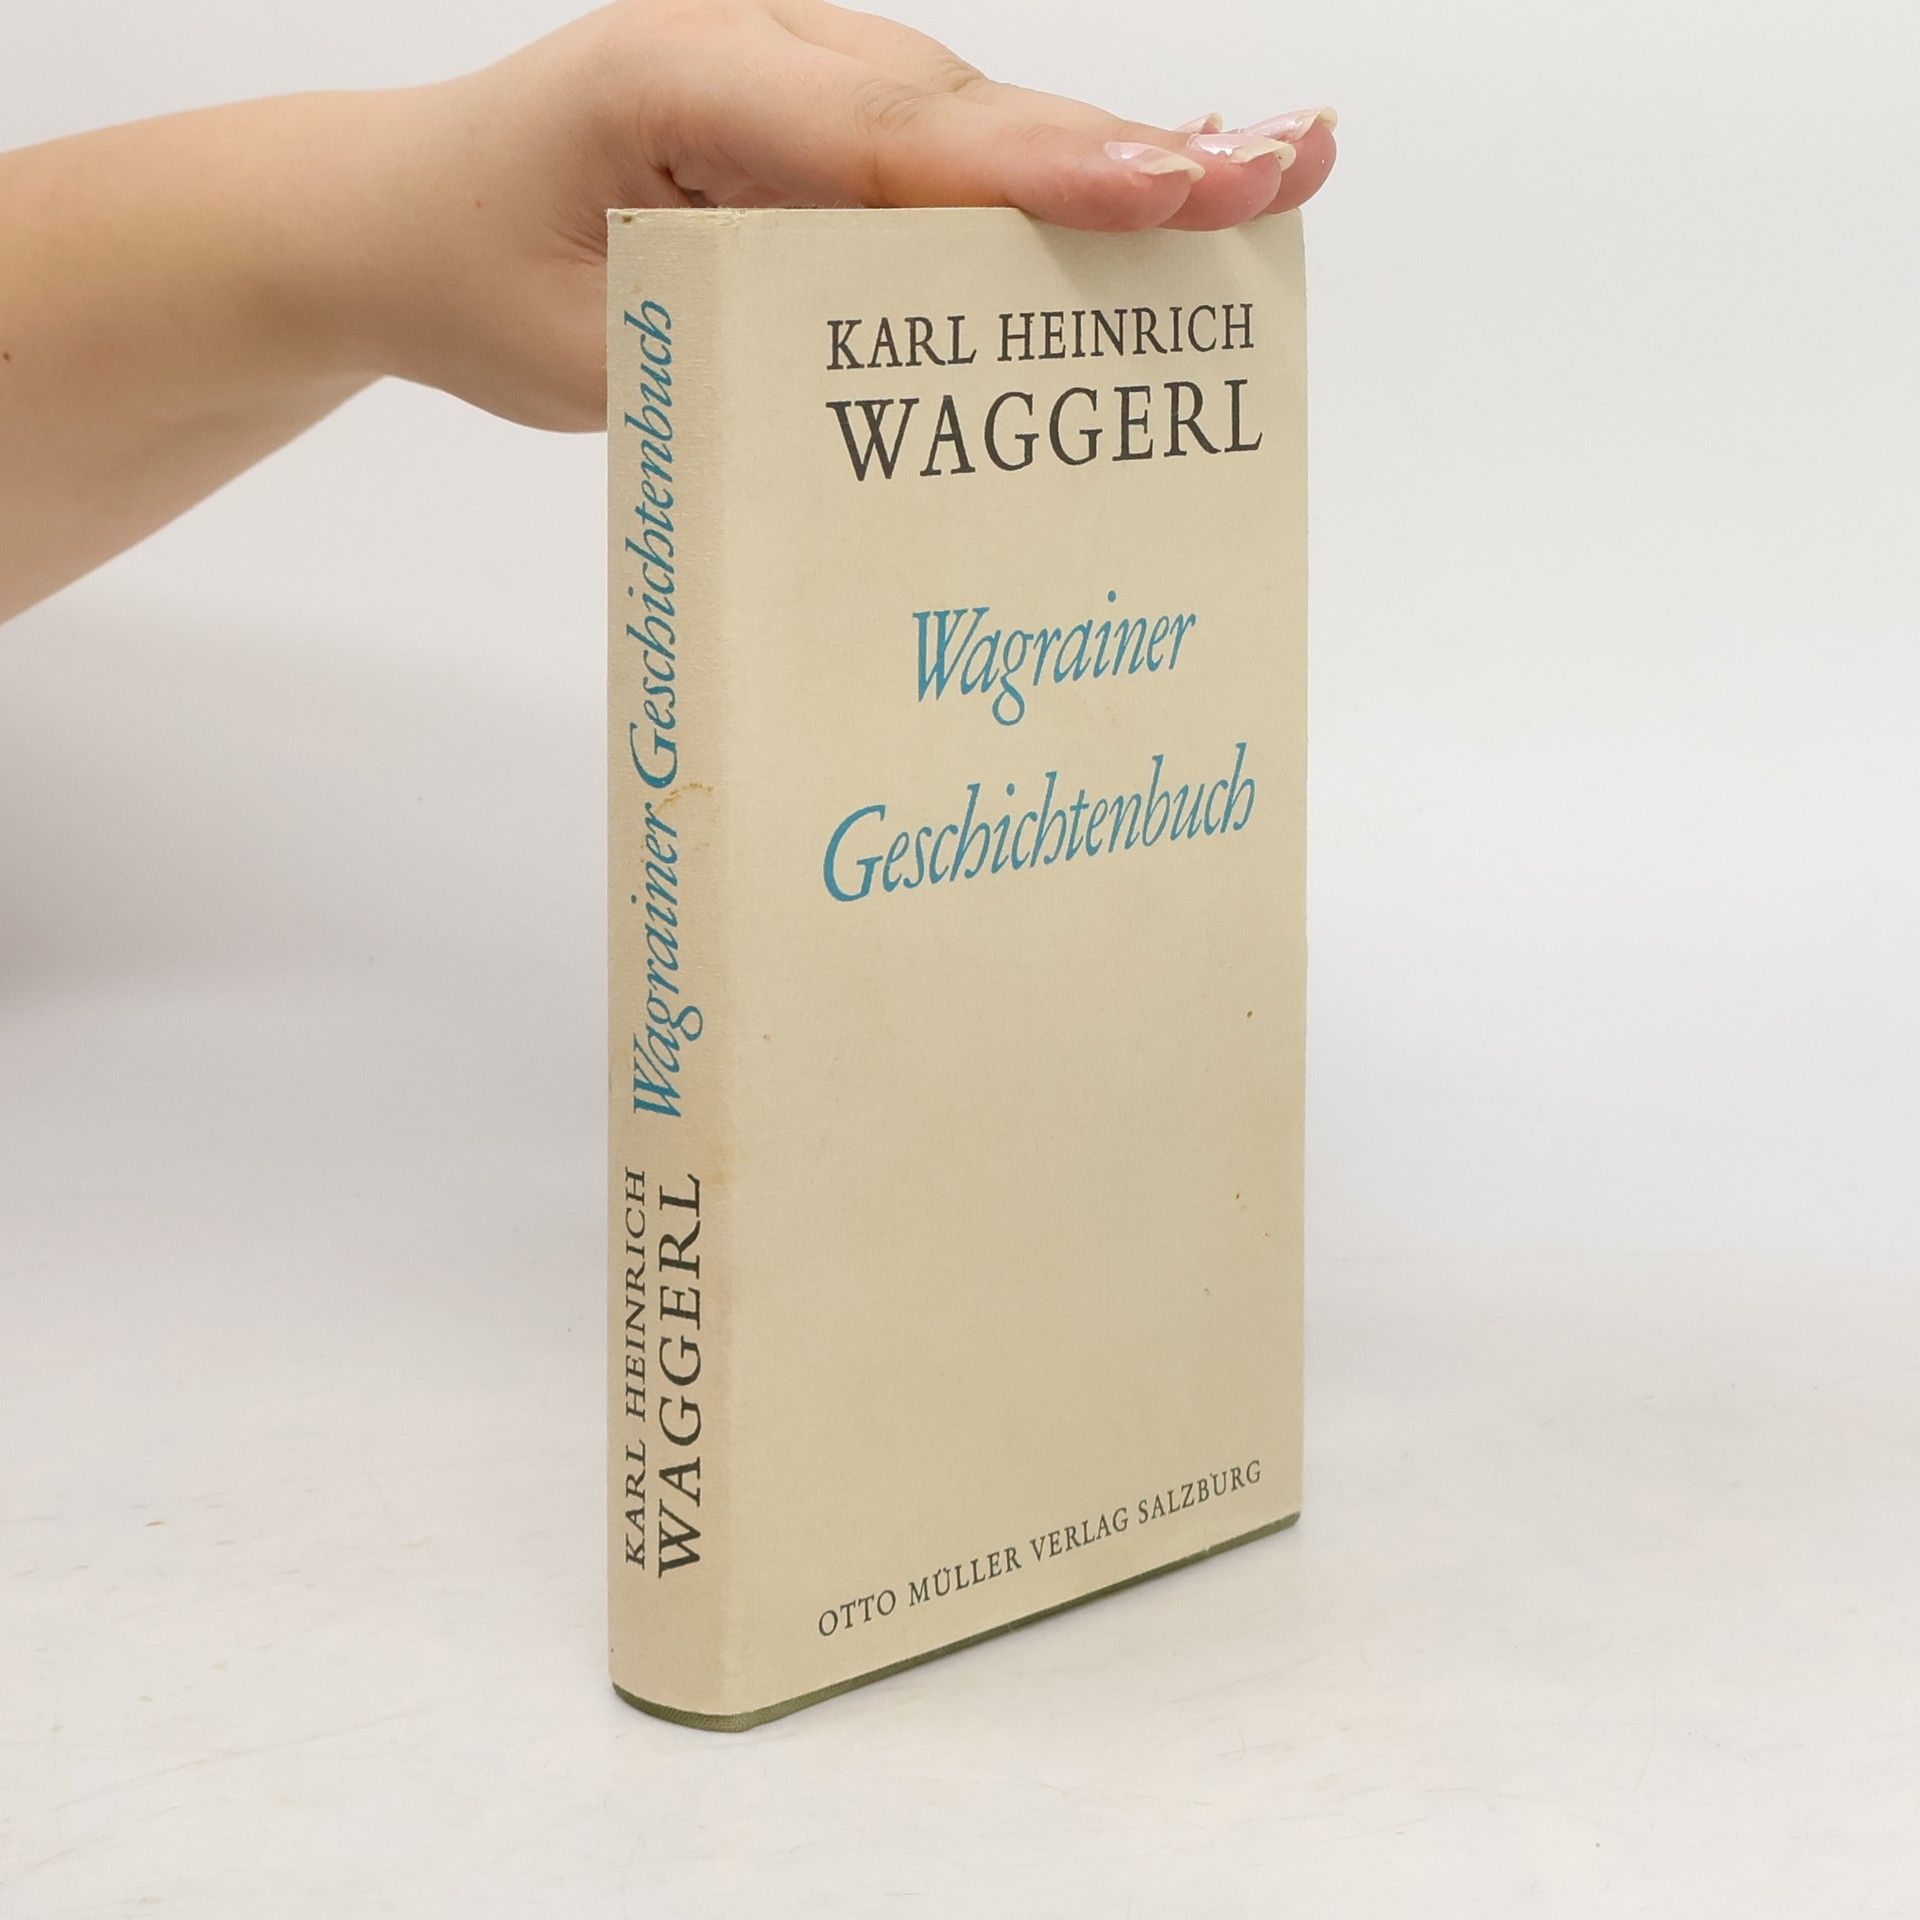 KARL HEINRICH
WAGGERL
Wagrainer
Geschichtenbuch
OTTO MÜLLER VERLAG SALZBURG
KARL HEINRICH
WAGGERL
Wagrainer Geschichtenbuch